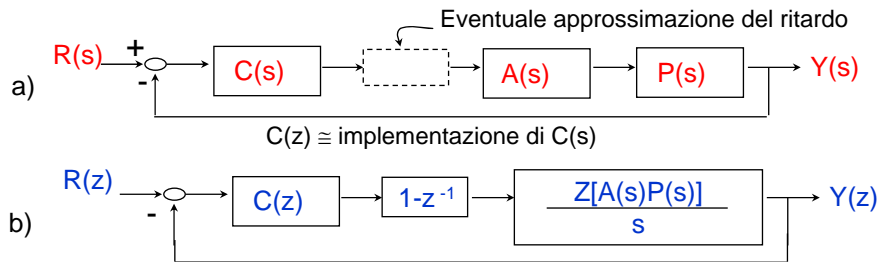 Eventuale approssimazione del ritardo
R(s) + - C(s) A(s) P(s) Y(s)
a)
C(z) ≅ implementazione di C(s)
R(z) - C(z) 1-z⁻¹ Z[A(s)P(s)] Y(z)
s
b)